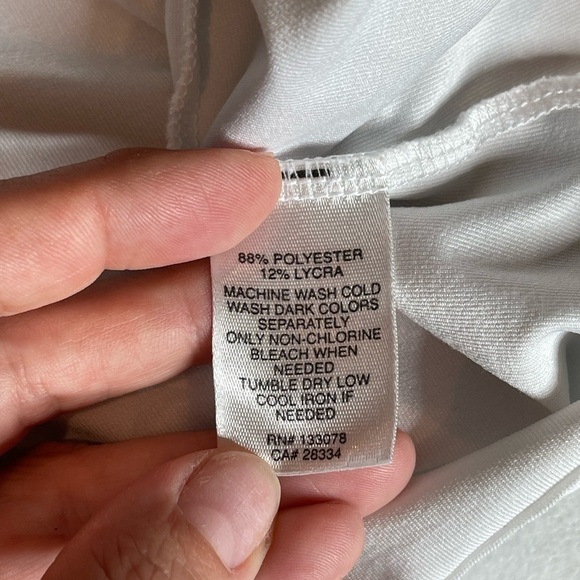 88% POLYESTER
12% LYCRA
MACHINE WASH COLD
WASH DARK COLORS
SEPARATELY
ONLY NON-CHLORINE
BLEACH WHEN
NEEDED
TUMBLE DRY LOW
COOL IRON IF
NEEDED
RN# 133078
CA# 28334